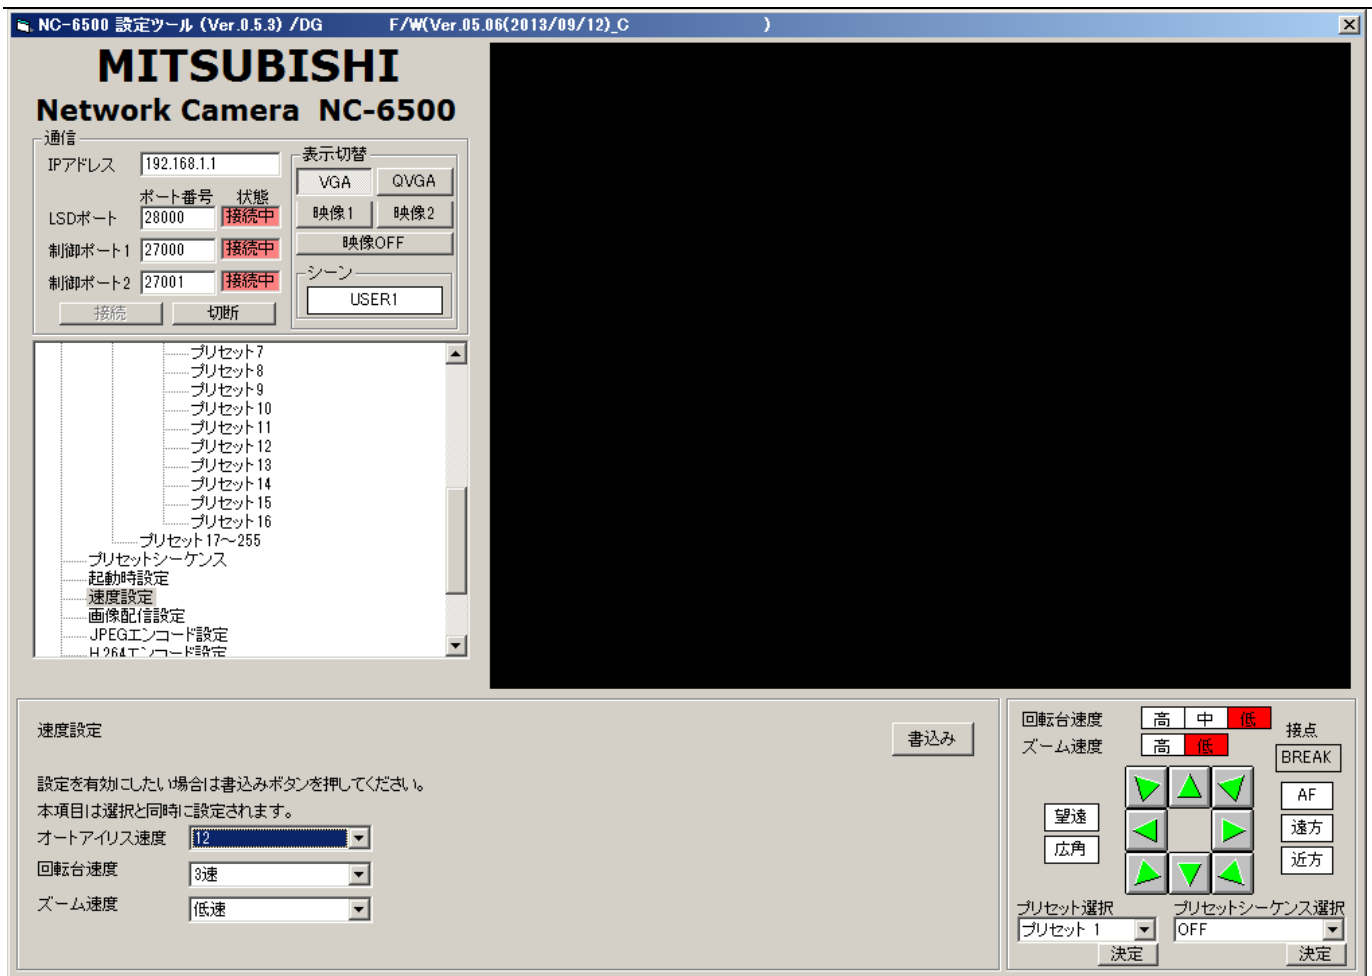 NC-6500 設定ツール (Ver.0.5.3) /DG F/W(Ver.05.06(2013/09/12)_C )
MITSUBISHI
Network Camera NC-6500
通信
IPアドレス 192.168.1.1
ポート番号 状態
LSDポート 28000 接続中
制御ポート1 27000 接続中
制御ポート2 27001 接続中
接続 切断
表示切替
VGA QVGA
映像1 映像2
映像OFF
シーン
USER1
プリセット7
プリセット8
プリセット9
プリセット10
プリセット11
プリセット12
プリセット13
プリセット14
プリセット15
プリセット16
プリセット17～255
プリセットシーケンス
起動時設定
速度設定
画像配信設定
JPEGエンコード設定
H.264エンコード設定
速度設定 書込み
設定を有効にしたい場合は書込みボタンを押してください。
本項目は選択と同時に設定されます。
オートアイリス速度 12
回転台速度 3速
ズーム速度 低速
回転台速度 高 中 低
ズーム速度 高 低
接点
BREAK
望遠
広角
AF
遠方
近方
プリセット選択 プリセットシーケンス選択
プリセット 1 OFF
決定 決定